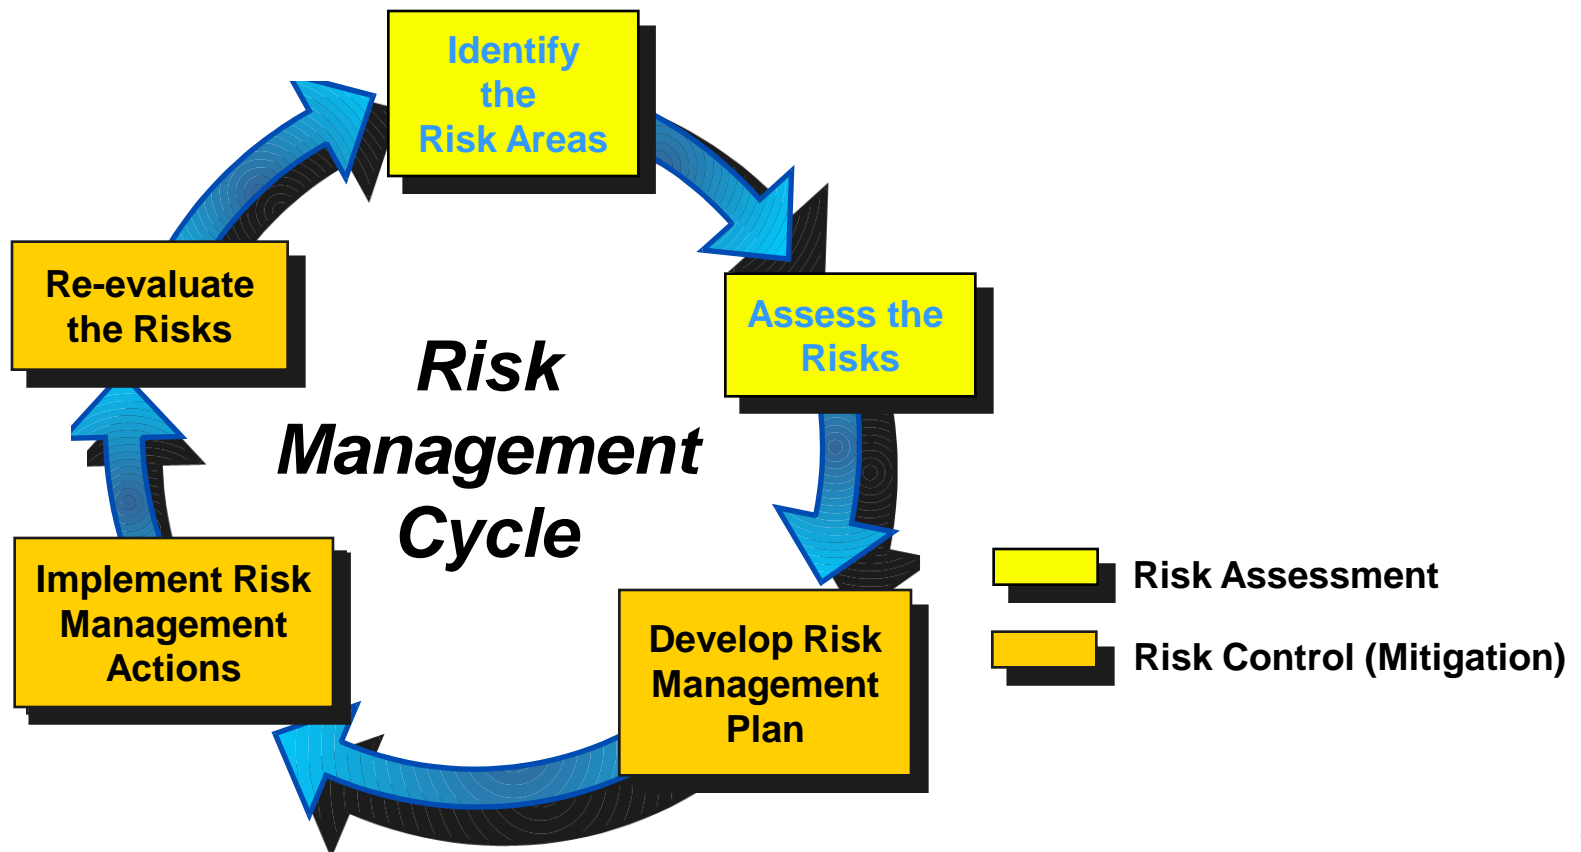 Identify
the
Risk Areas
Assess the
Risks
Develop Risk
Management
Plan
Implement Risk
Management
Actions
Re-evaluate
the Risks
Risk
Management
Cycle
Risk Assessment
Risk Control (Mitigation)